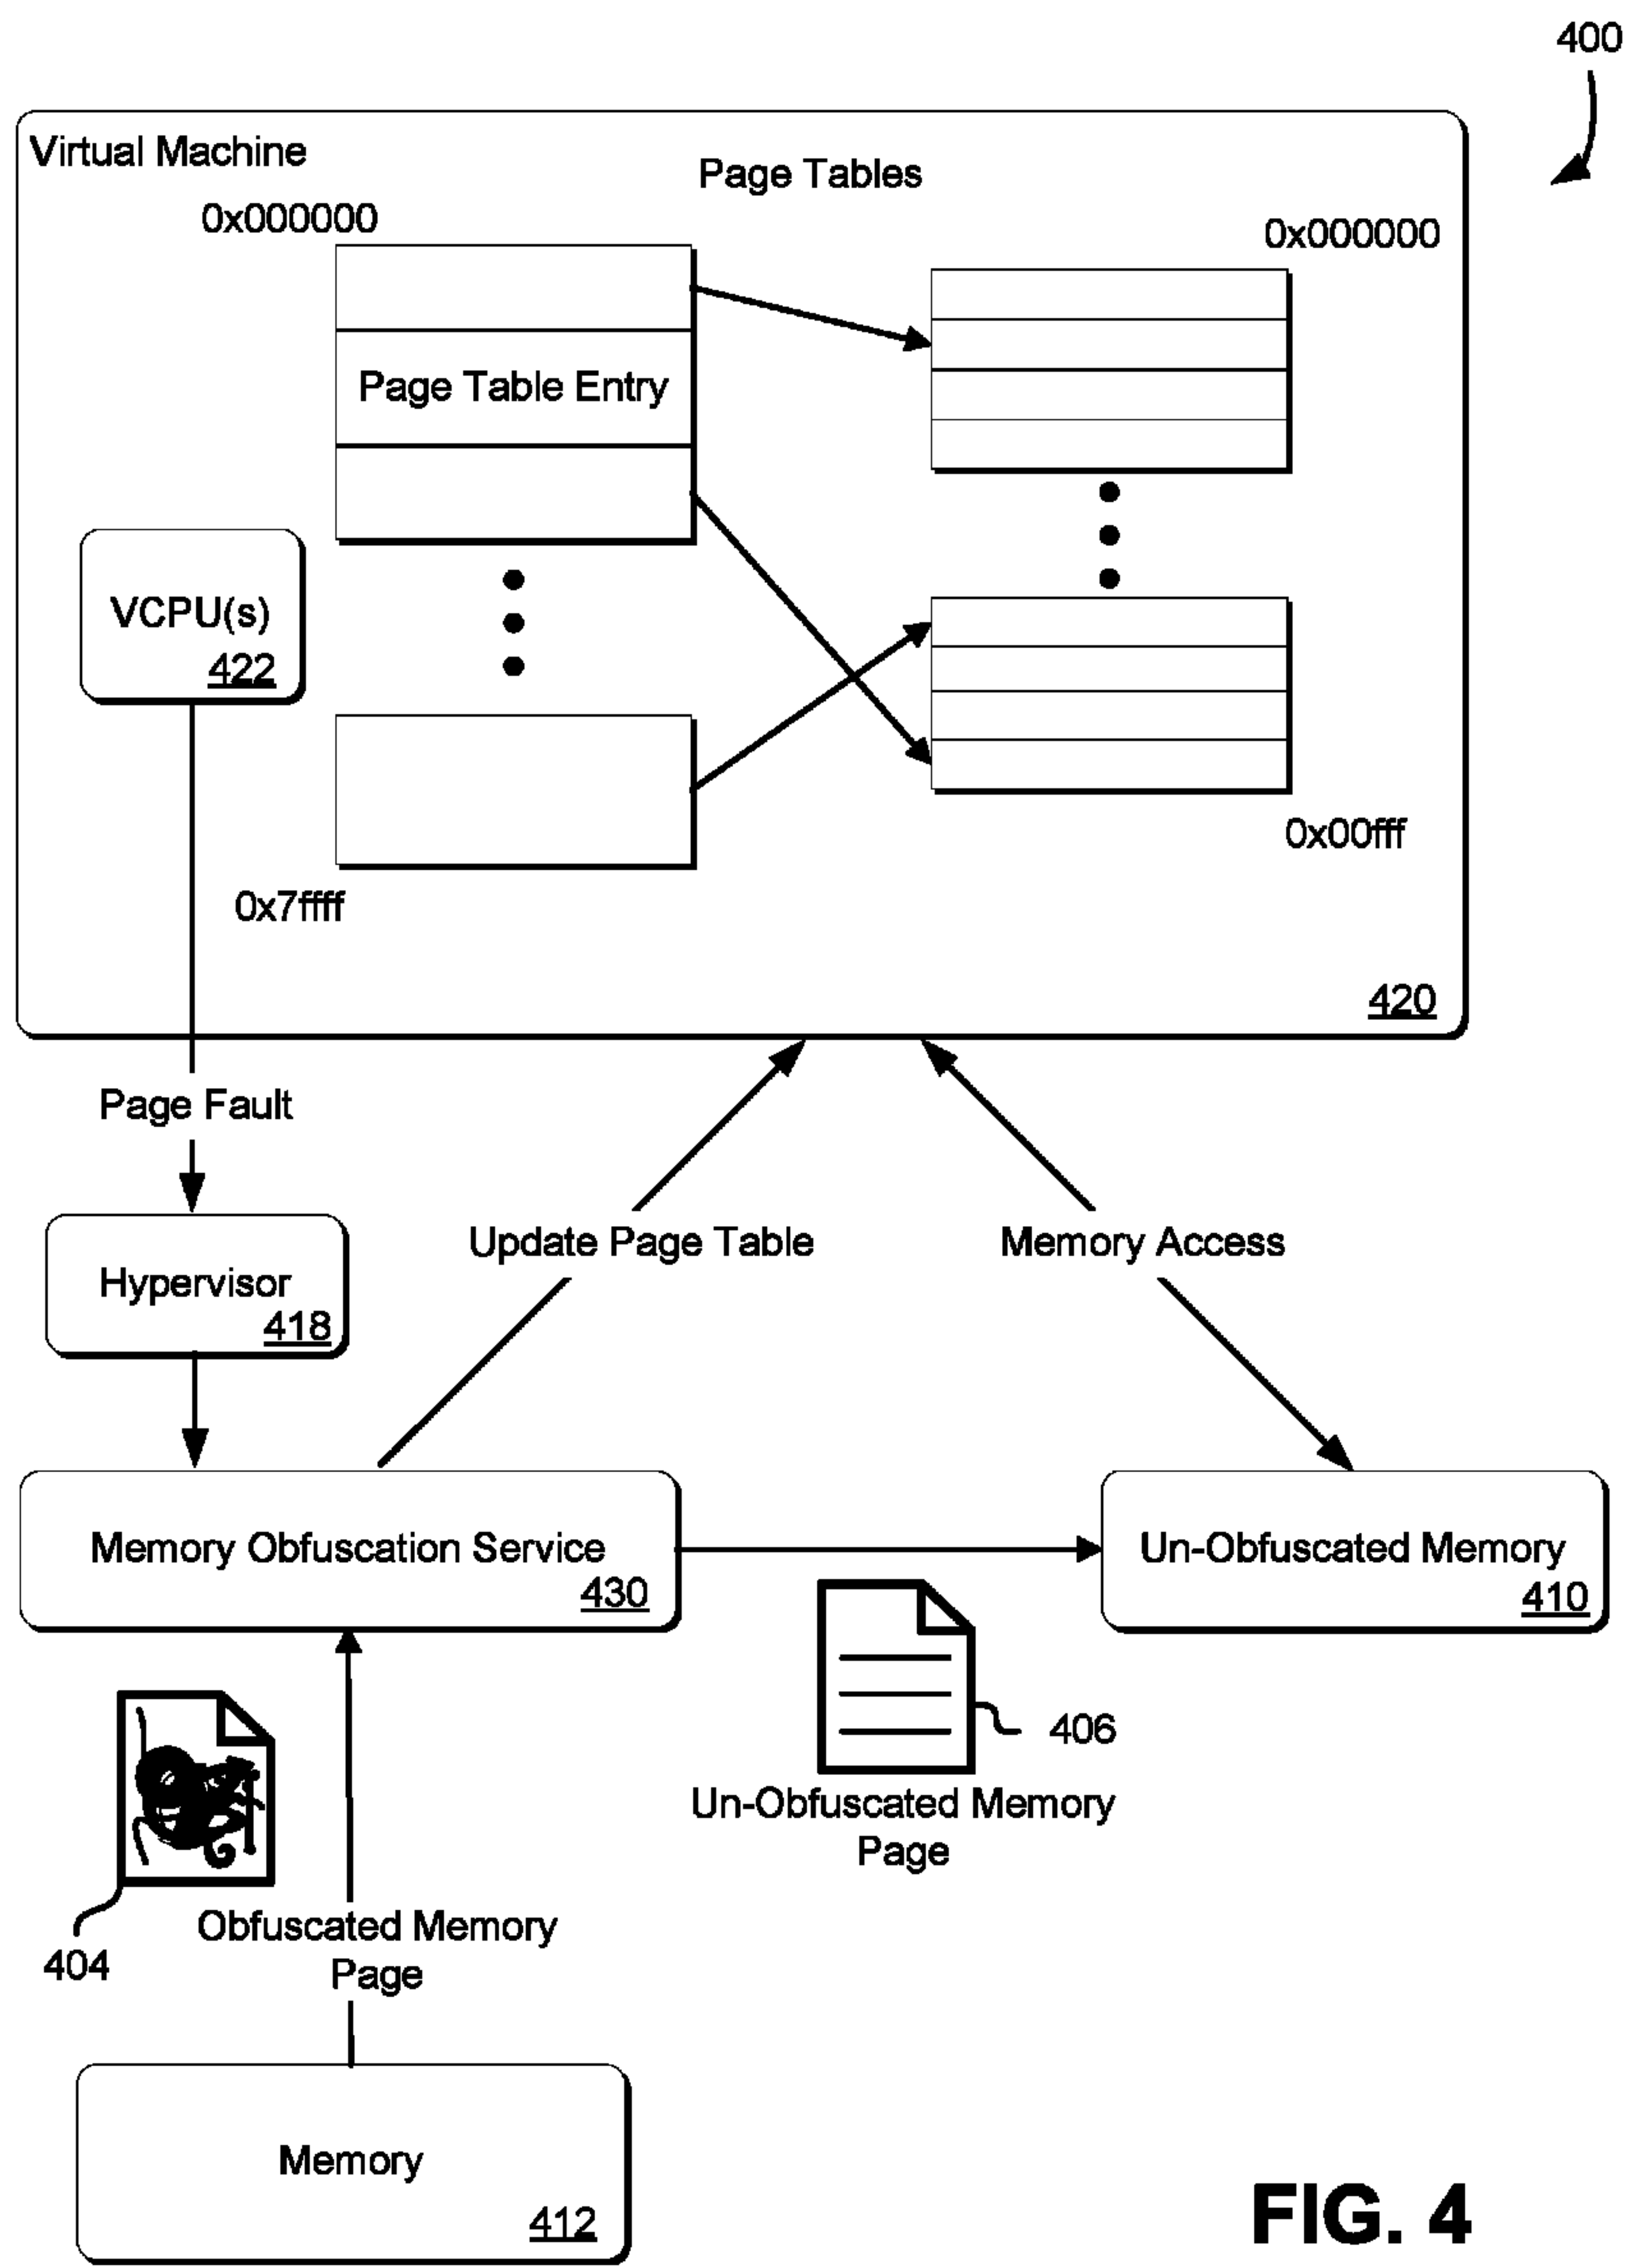 400
Virtual Machine
Page Tables
0x000000
0x000000
Page Table Entry
VCPU(s)
422
0x00fff
0x7ffff
420
Page Fault
Update Page Table
Memory Access
Hypervisor
418
Memory Obfuscation Service
430
Un-Obfuscated Memory
410
406
Un-Obfuscated Memory
Page
404
Obfuscated Memory
Page
Memory
412
FIG. 4